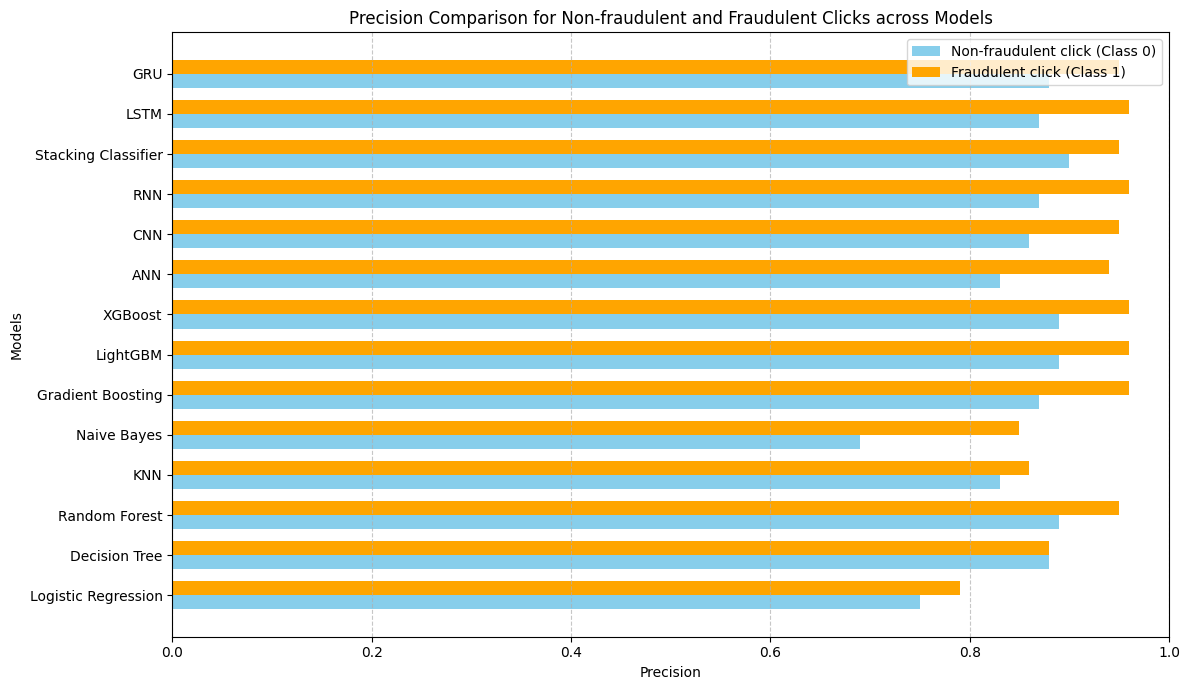 Precision Comparison for Non-fraudulent and Fraudulent Clicks across Models
Non-fraudulent click (Class 0)
Fraudulent click (Class 1)
Models
GRU
LSTM
Stacking Classifier
RNN
CNN
ANN
XGBoost
LightGBM
Gradient Boosting
Naive Bayes
KNN
Random Forest
Decision Tree
Logistic Regression
0.0 0.2 0.4 0.6 0.8 1.0
Precision